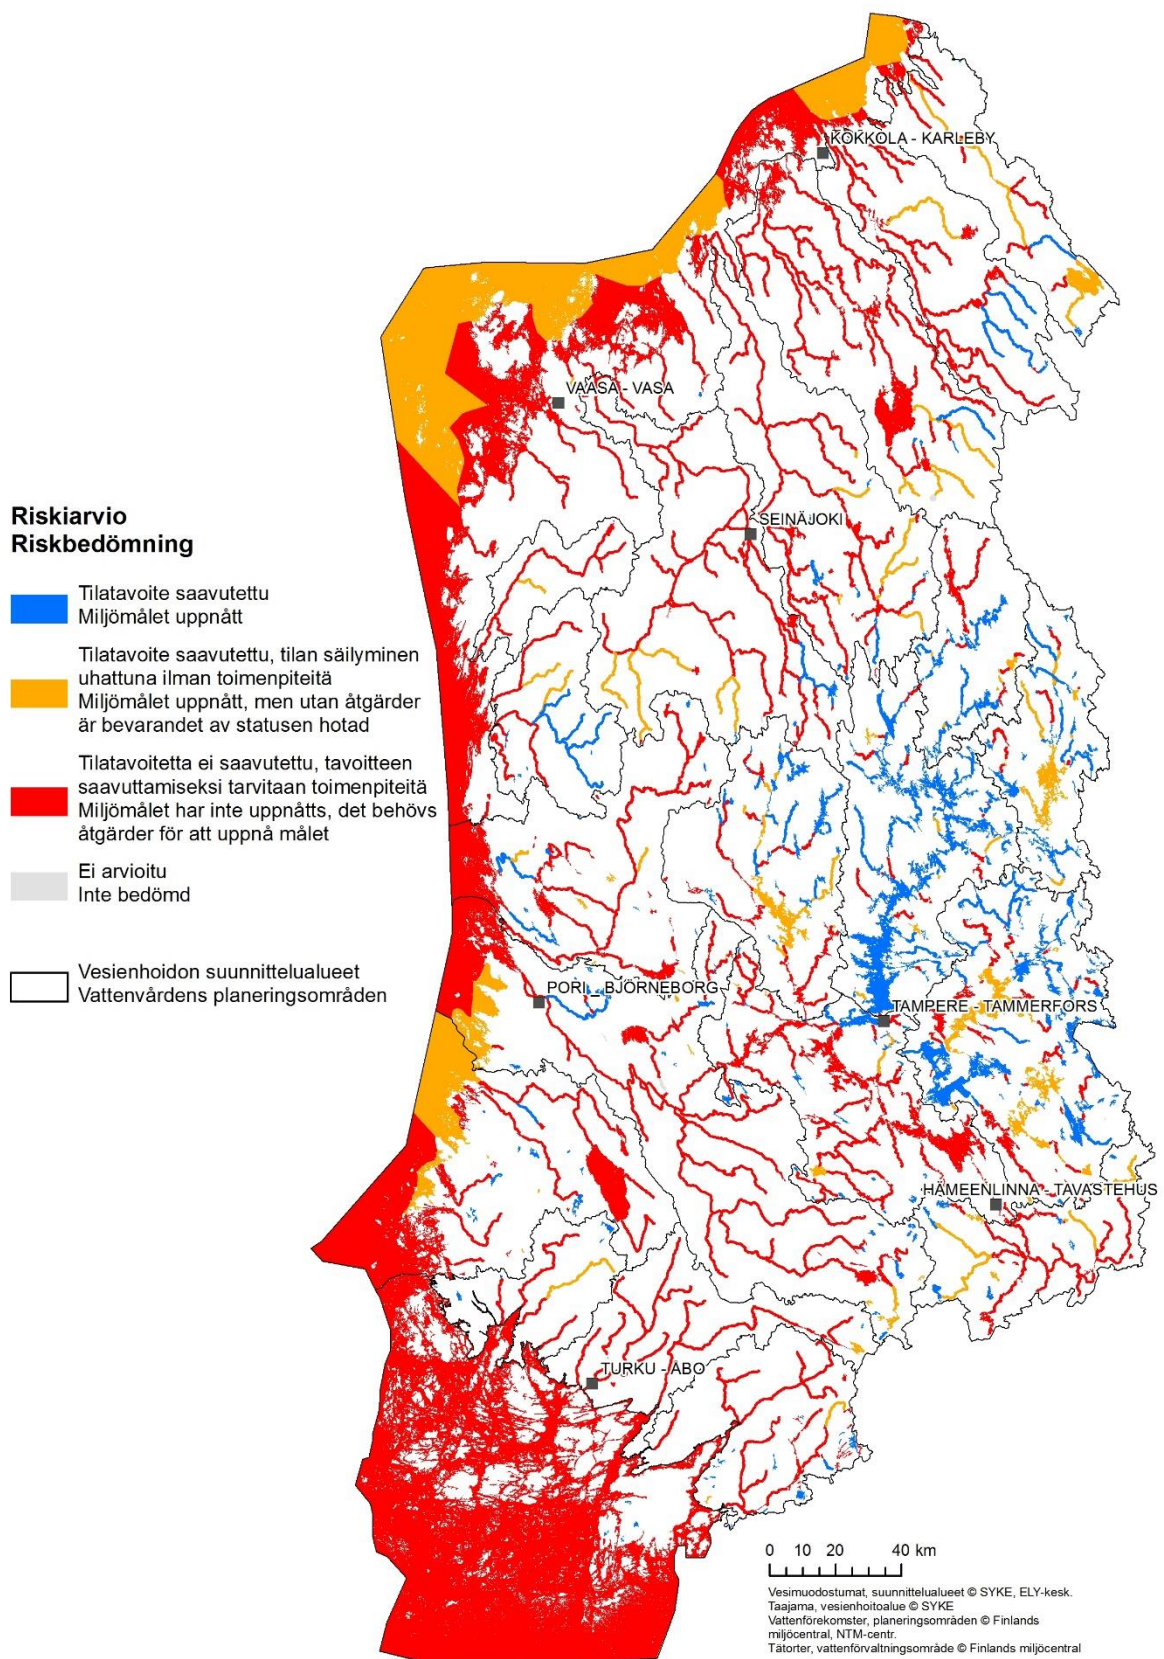 KOKKOLA - KARLEBY
VAASA - VASA
SEINÄJOKI
Riskiarvio
Riskbedömning
Tilatavoite saavutettu
Miljömålet uppnått
Tilatavoite saavutettu, tilan säilyminen
uhattuna ilman toimenpiteitä
Miljömålet uppnått, men utan åtgärder
är bevarandet av statusen hotad
Tilatavoitetta ei saavutettu, tavoitteen
saavuttamiseksi tarvitaan toimenpiteitä
Miljömålet har inte uppnåtts, det behövs
åtgärder för att uppnå målet
Ei arvioitu
Inte bedömd
Vesienhoidon suunnittelualueet
Vattenvårdens planeringsområden
PORI _ BJÖRNEBORG
TAMPERE - TAMMERFORS
HÄMEENLINNA - TAVASTEHUS
TURKU - ÅBO
0 10 20 40 km
Vesimuodostumat, suunnittelualueet © SYKE, ELY-kesk.
Taajama, vesienhoitoalue © SYKE
Vattenförekomster, planeringsområden © Finlands
miljöcentral, NTM-centr.
Tätorter, vattenförvaltningsområde © Finlands miljöcentral